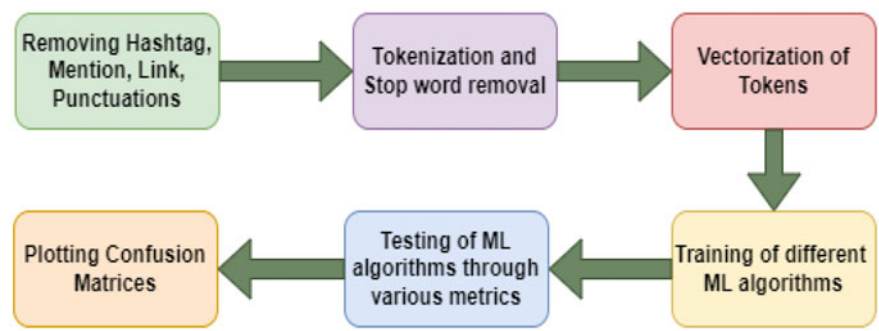 Removing Hashtag,
Mention, Link,
Punctuations
Tokenization and
Stop word removal
Vectorization of
Tokens
Training of different
ML algorithms
Testing of ML
algorithms through
various metrics
Plotting Confusion
Matrices